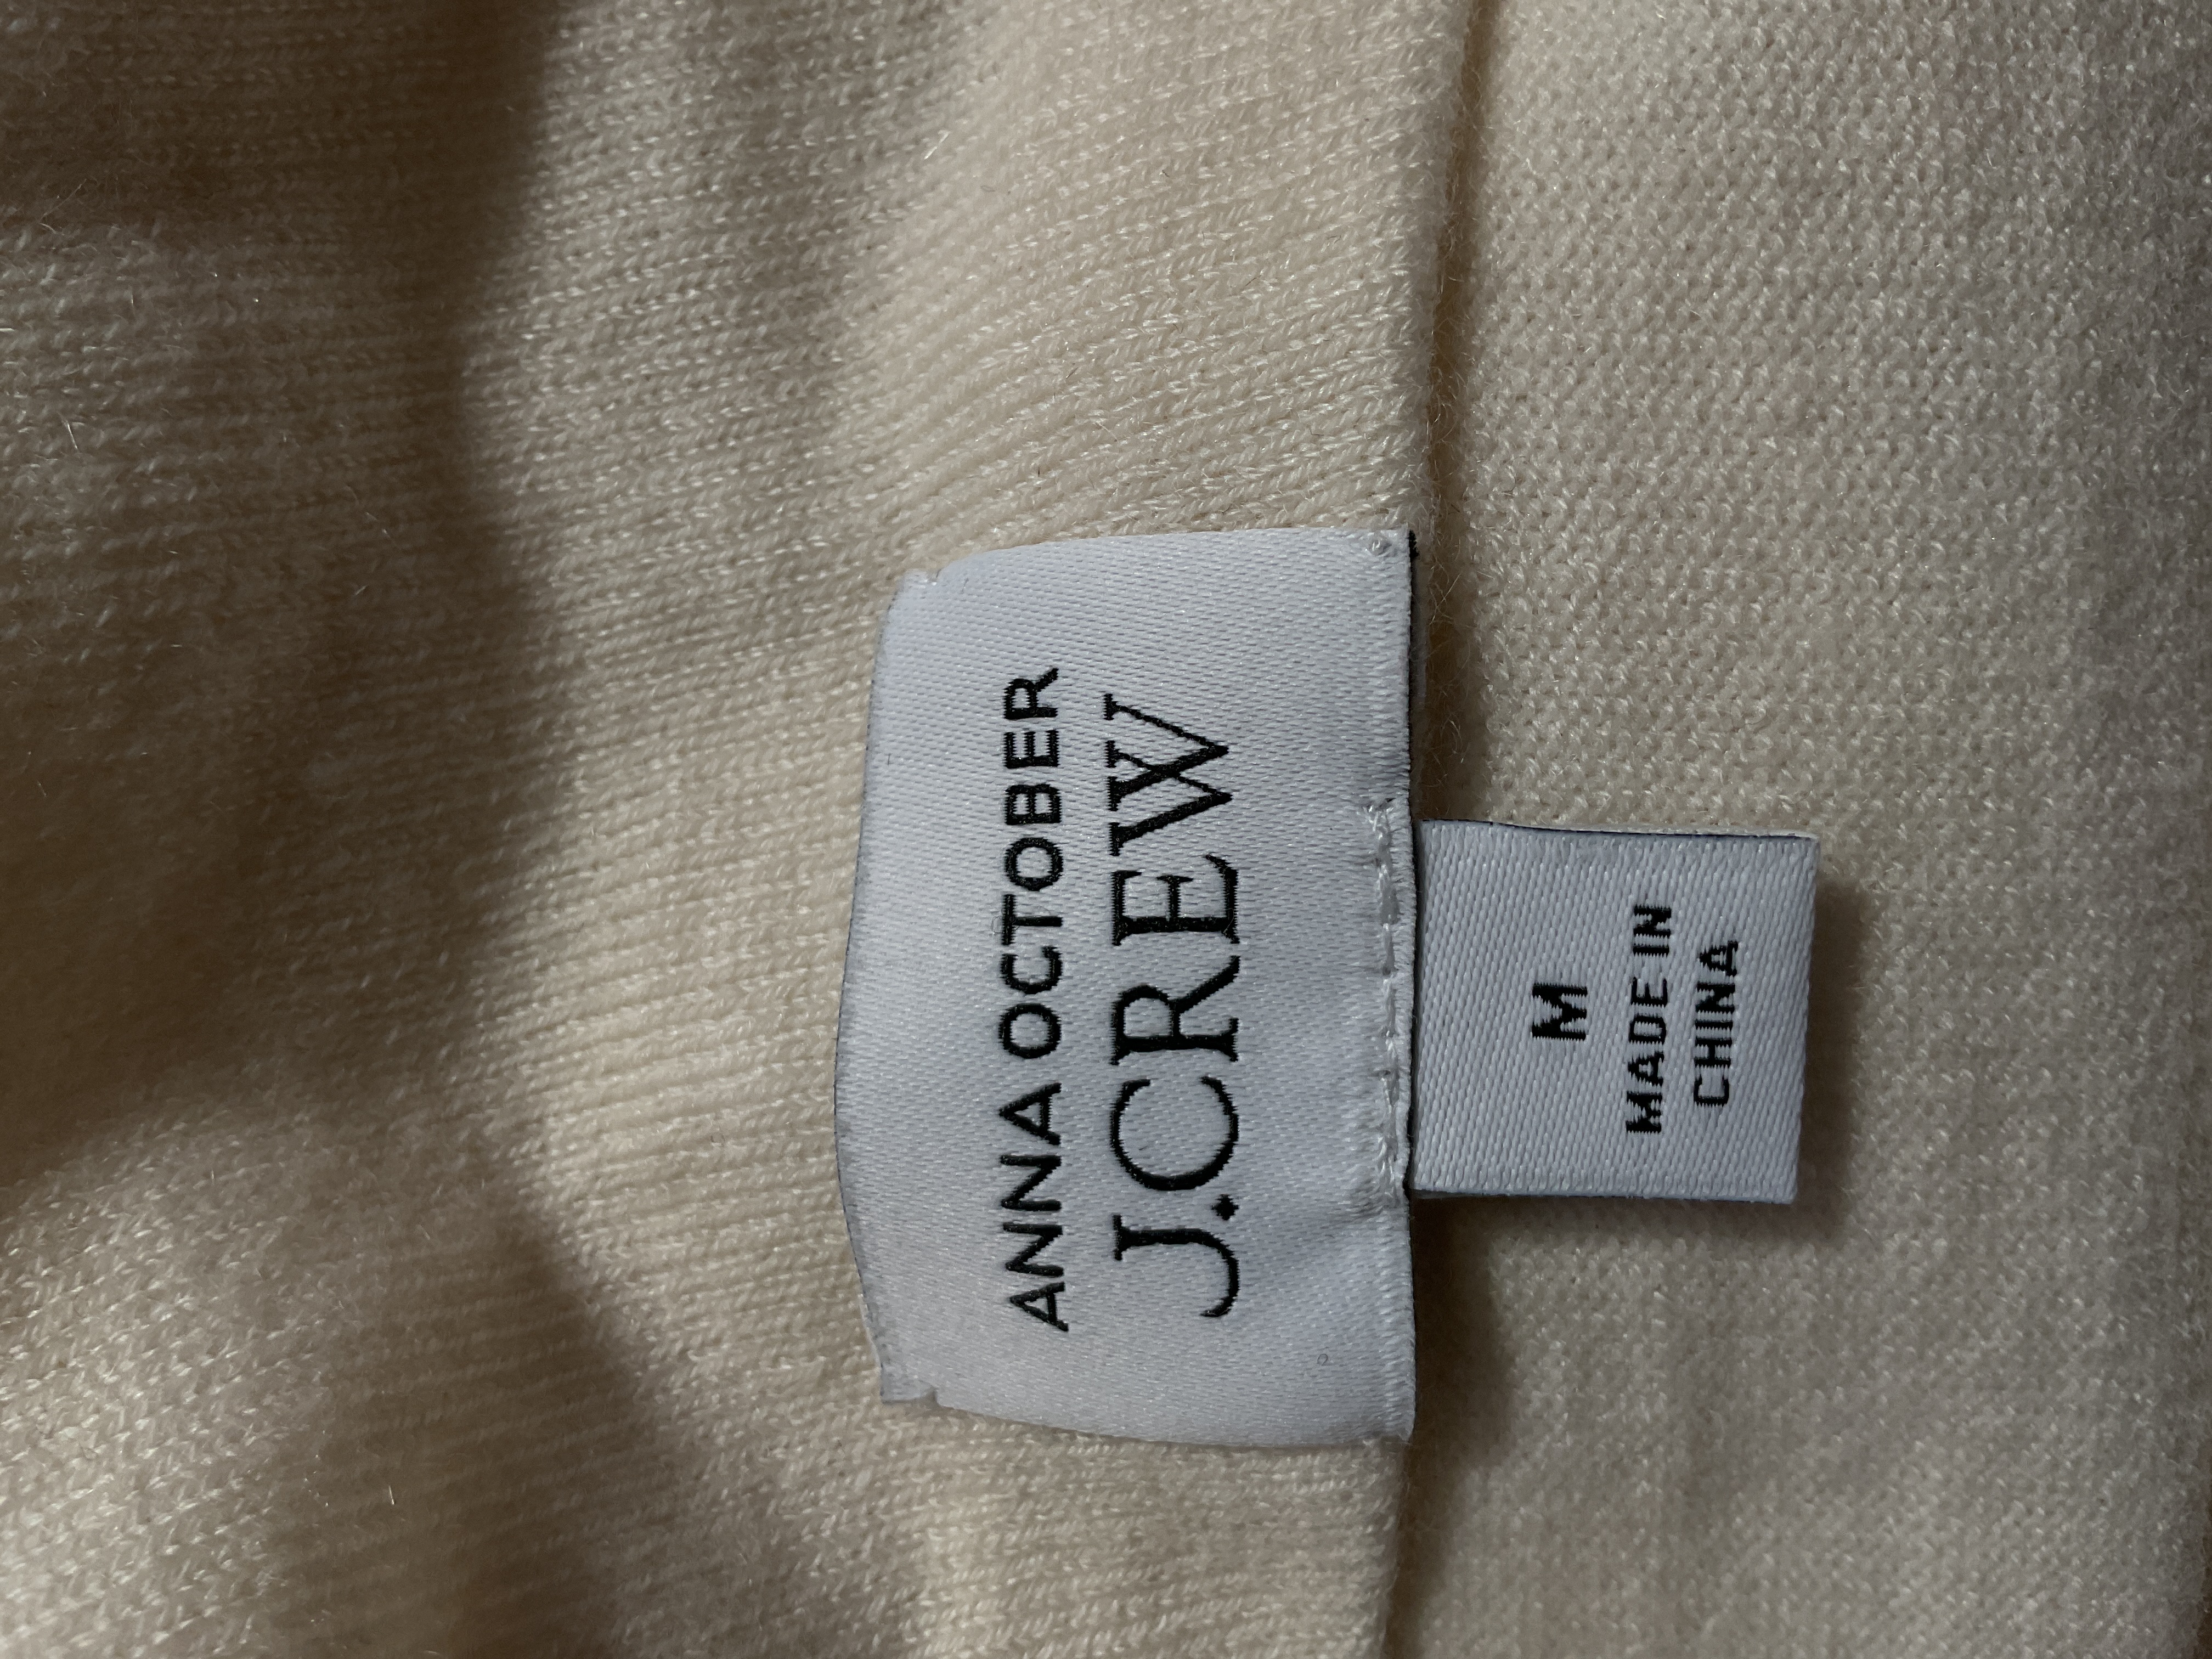 ANNA OCTOBER
J.CREW
M
MADE IN
CHINA